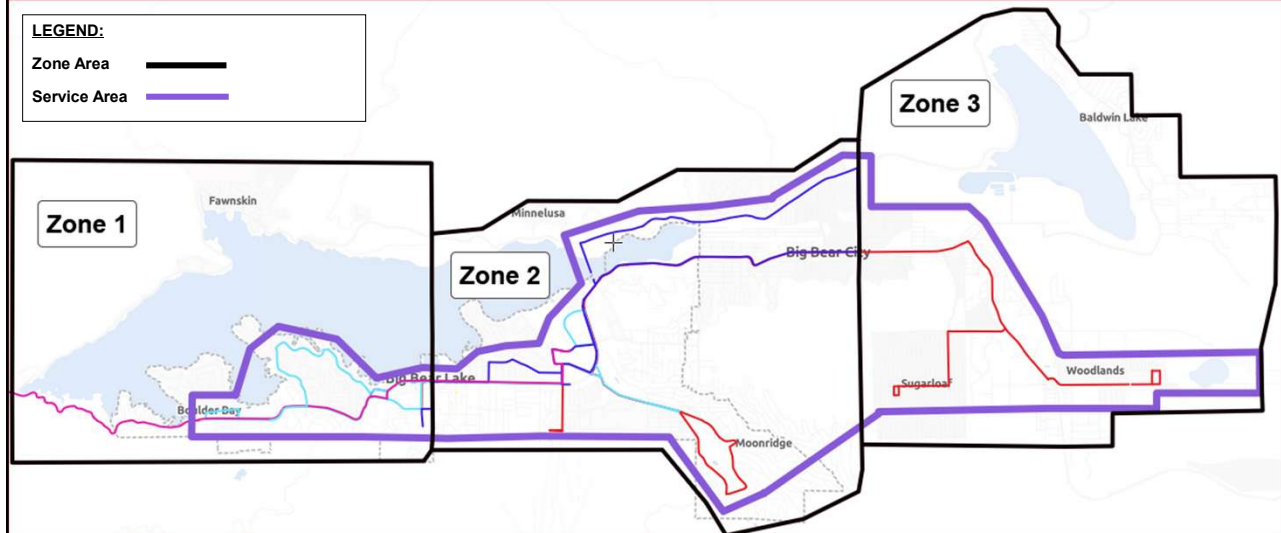 LEGEND:
Zone Area
Service Area
Zone 3
Baldwin Lake
Fawnskin
Zone 1
Minnelusa
Zone 2
Big Bear City
Big Bear Lake
Woodlands
Sugarloaf
Boulder Bay
Moonridge